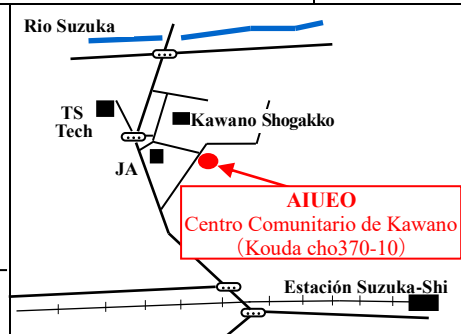 Rio Suzuka
TS
Tech
Kawano Shogakko
JA
AIUEO
Centro Comunitario de Kawano
（Kouda cho370-10）
Estación Suzuka-Shi